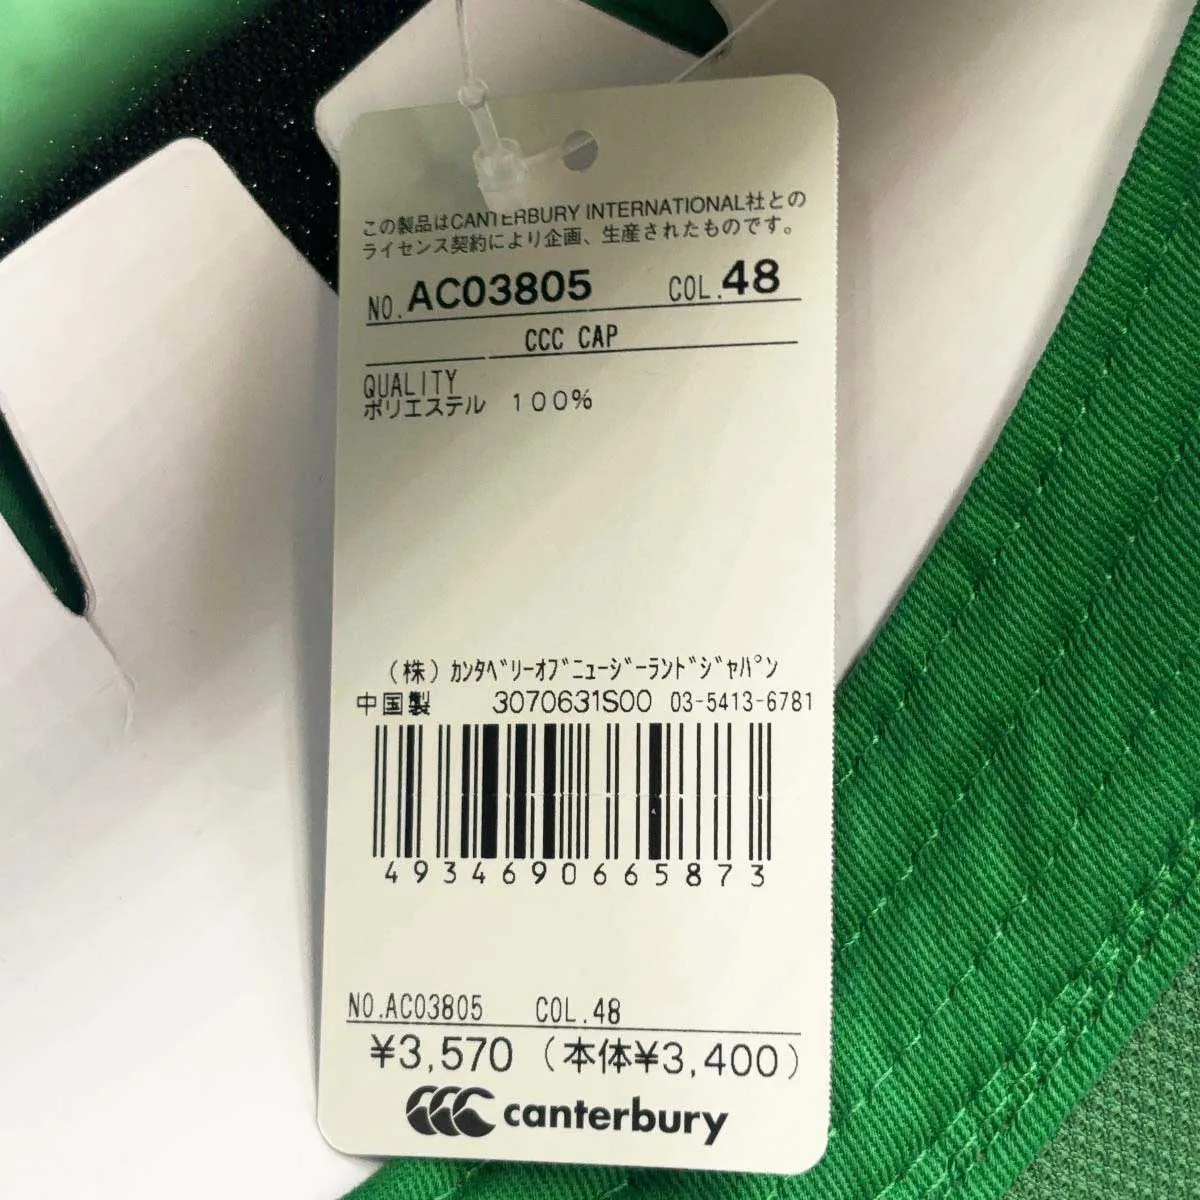 この製品はCANTERBURY INTERNATIONAL社との
ライセンス契約により企画、生産されたものです。
NO. AC03805 COL. 48
CCC CAP
QUALITY
ポリエステル 100%
(株)ｶﾝﾀﾍﾞﾘーｵﾌﾞﾆｭーｼﾞーﾗﾝﾄﾞｼﾞｬﾊﾟﾝ
中国製 3070631S00 03-5413-6781
4934690665873
NO.AC03805 COL.48
¥3,570 (本体¥3,400)
canterbury